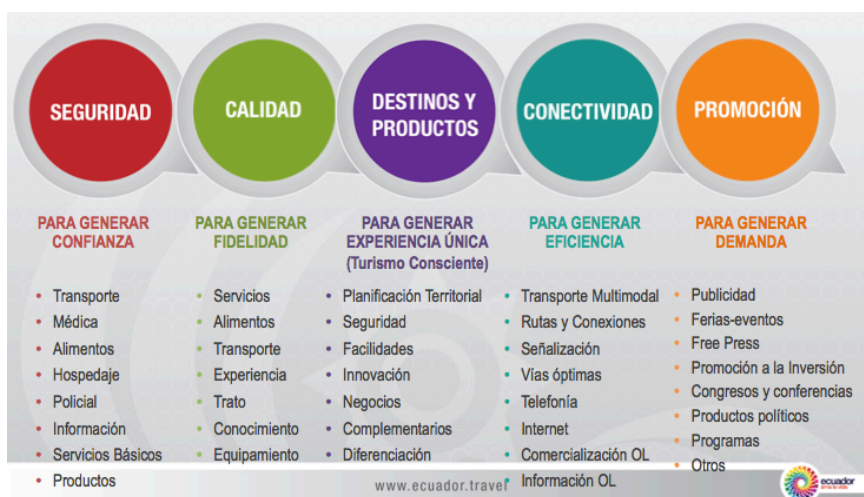 SEGURIDAD
CALIDAD
DESTINOS Y
PRODUCTOS
CONECTIVIDAD
PROMOCIÓN
PARA GENERAR
CONFIANZA
• Transporte
• Médica
• Alimentos
• Hospedaje
• Policial
• Información
• Servicios Básicos
• Productos
PARA GENERAR
FIDELIDAD
• Servicios
• Alimentos
• Transporte
• Experiencia
• Trato
• Conocimiento
• Equipamiento
PARA GENERAR
EXPERIENCIA ÚNICA
(Turismo Consciente)
• Planificación Territorial
• Seguridad
• Facilidades
• Innovación
• Negocios
• Complementarios
• Diferenciación
PARA GENERAR
EFICIENCIA
• Transporte Multimodal
• Rutas y Conexiones
• Señalización
• Vías óptimas
• Telefonía
• Internet
• Comercialización OL
• Información OL
PARA GENERAR
DEMANDA
• Publicidad
• Ferias-eventos
• Free Press
• Promoción a la Inversión
• Congresos y conferencias
• Productos políticos
• Programas
• Otros
www.ecuador.travel
ecuador